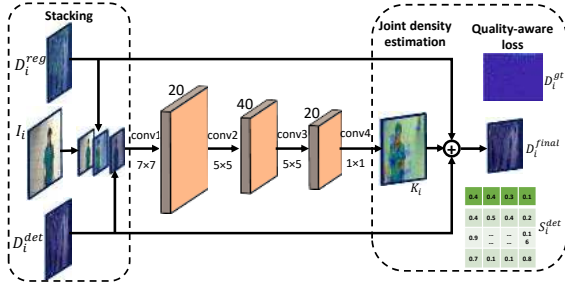 Stacking
Joint density
estimation
Quality-aware
loss
D_i^{reg}
I_i
D_i^{det}
conv1
7×7
20
conv2
5×5
40
conv3
5×5
20
conv4
1×1
K_i
+
D_i^{gt}
D_i^{final}
S_i^{det}
0.4 0.4 0.3 0.1
0.4 0.5 0.4 0.2
0.9 -- -- 0.1
-- -- 6
0.7 0.1 0.1 0.8